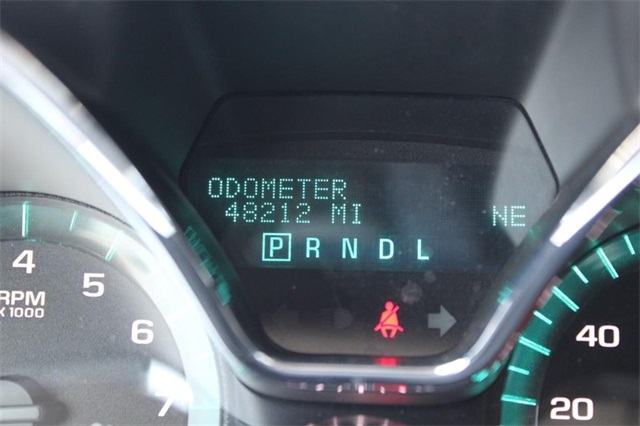 ODOMETER
48212 MI NE
P R N D L
4
5
6
7
RPM
X 1000
40
20